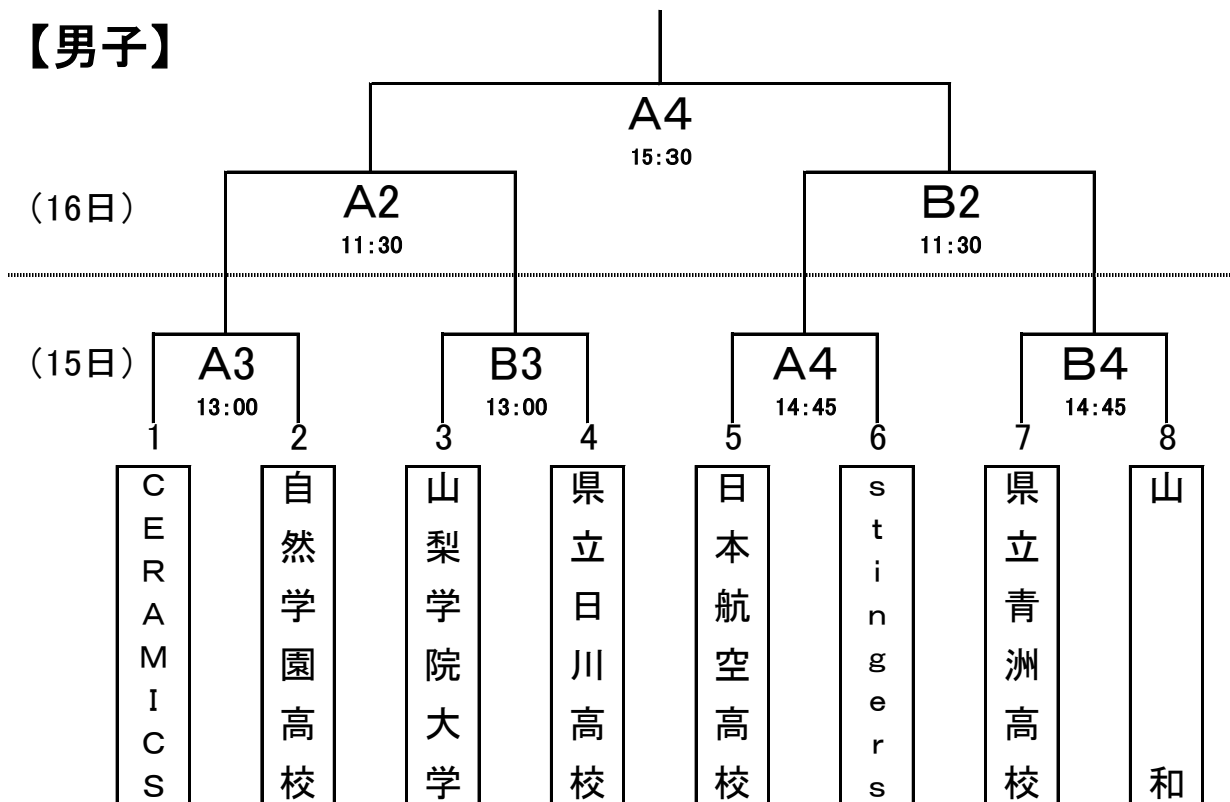 【男子】
A4
15:30
(16日)
A2
11:30
B2
11:30
(15日)
A3
13:00
B3
13:00
A4
14:45
B4
14:45
1
2
3
4
5
6
7
8
CERAMICS
自然学園高校
山梨学院大学
県立日川高校
日本航空高校
stingers
県立青洲高校
山和